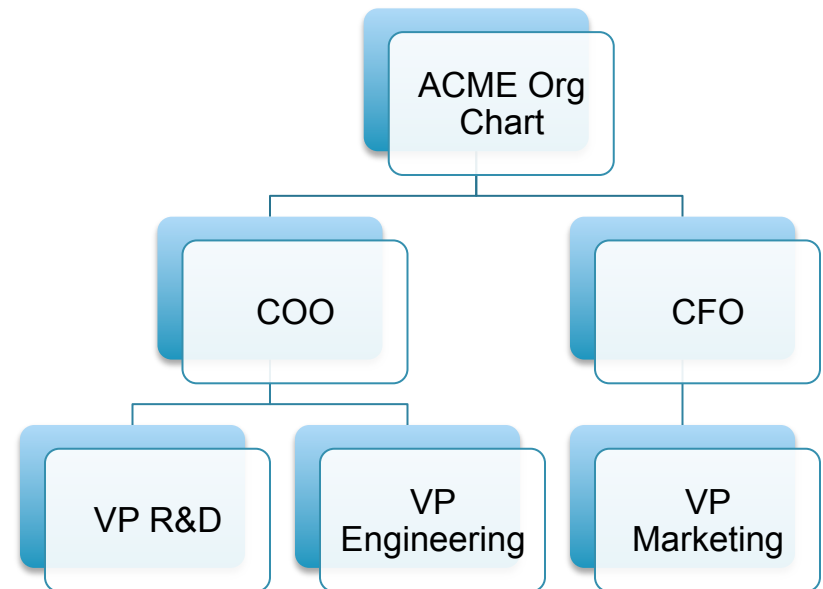 ACME Org
Chart
COO
CFO
VP R&D
VP
Engineering
VP
Marketing